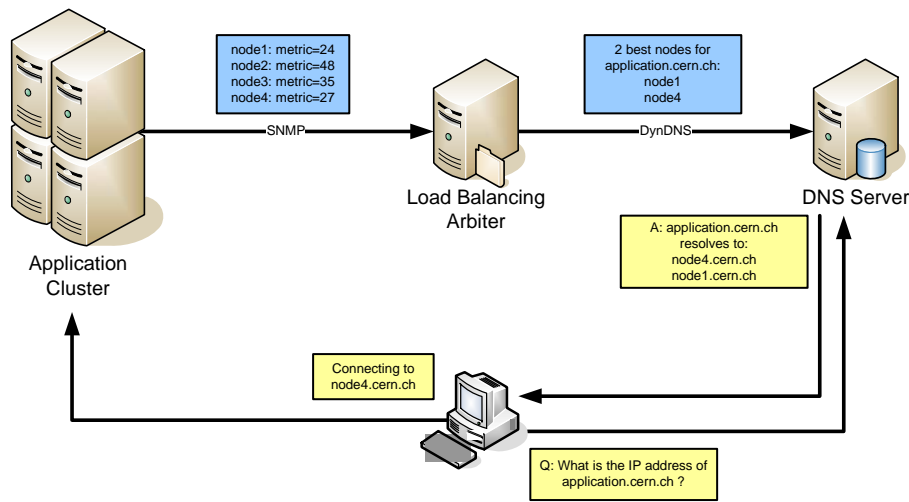 node1: metric=24
node2: metric=48
node3: metric=35
node4: metric=27
2 best nodes for
application.cern.ch:
node1
node4
SNMP
DynDNS
Load Balancing
Arbiter
DNS Server
Application
Cluster
A: application.cern.ch
resolves to:
node4.cern.ch
node1.cern.ch
Connecting to
node4.cern.ch
Q: What is the IP address of
application.cern.ch ?